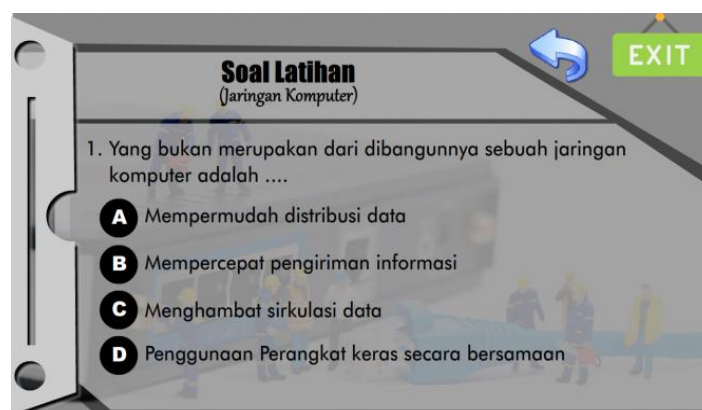 EXIT
Soal Latihan
(Jaringan Komputer)
1. Yang bukan merupakan dari dibangunnya sebuah jaringan
komputer adalah ....
A Mempermudah distribusi data
B Mempercepat pengiriman informasi
C Menghambat sirkulasi data
D Penggunaan Perangkat keras secara bersamaan